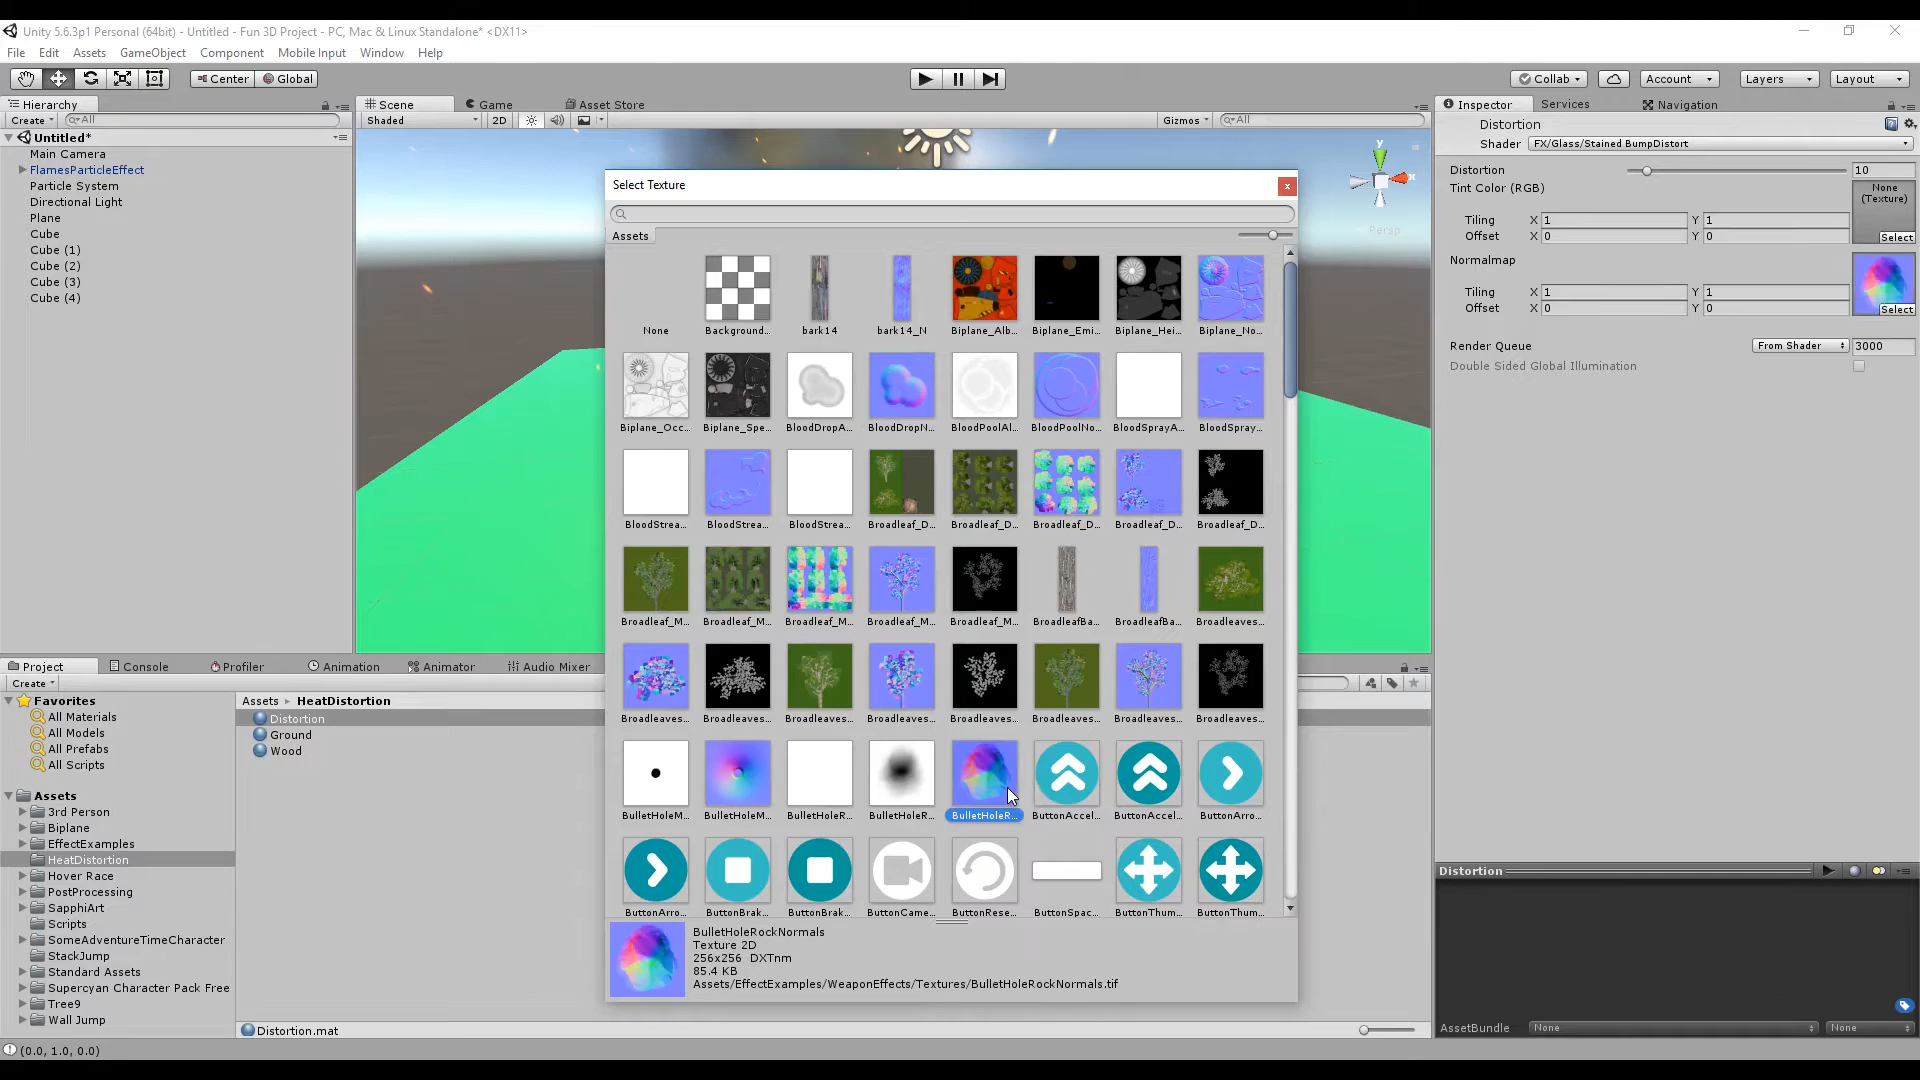 Unity 5.6.3p1 Personal (64bit) - Untitled - Fun 3D Project - PC, Mac & Linux Standalone* <DX11>
File Edit Assets GameObject Component Mobile Input Window Help
Center Global Collab Account Layers Layout
Hierarchy
Create All
Untitled*
Main Camera
FlamesParticleEffect
Particle System
Directional Light
Plane
Cube
Cube (1)
Cube (2)
Cube (3)
Cube (4)
Scene Game Asset Store
Shaded 2D Gizmos All
y
x
Persp
Select Texture
Assets
None Background... bark14 bark14_N Biplane_Alb... Biplane_Emi... Biplane_Hei... Biplane_No...
Biplane_Occ... Biplane_Spe... BloodDropA... BloodDropN... BloodPoolAl... BloodPoolNo... BloodSprayA... BloodSpray...
BloodStrea... BloodStrea... BloodStrea... Broadleaf_D... Broadleaf_D... Broadleaf_D... Broadleaf_D... Broadleaf_D...
Broadleaf_M... Broadleaf_M... Broadleaf_M... Broadleaf_M... Broadleaf_M... BroadleafBa... BroadleafBa... Broadleaves...
Broadleaves... Broadleaves... Broadleaves... Broadleaves... Broadleaves... Broadleaves... Broadleaves... Broadleaves...
BulletHoleM... BulletHoleM... BulletHoleR... BulletHoleR... BulletHoleR... ButtonAccel... ButtonAccel... ButtonArro...
ButtonArro... ButtonBrak... ButtonBrak... ButtonCame... ButtonRese... ButtonSpac... ButtonThum... ButtonThum...
BulletHoleRockNormals
Texture 2D
256x256 DXTnm
85.4 KB
Assets/EffectExamples/WeaponEffects/Textures/BulletHoleRockNormals.tif
Inspector Services Navigation
Distortion
Shader FX/Glass/Stained BumpDistort
Distortion 10
Tint Color (RGB)
None
(Texture)
Tiling X 1 Y 1
Offset X 0 Y 0
Select
Normalmap
Tiling X 1 Y 1
Offset X 0 Y 0
Select
Render Queue From Shader 3000
Double Sided Global Illumination
Project Console Profiler Animation Animator Audio Mixer
Create
Favorites
All Materials
All Models
All Prefabs
All Scripts
Assets
3rd Person
Biplane
EffectExamples
HeatDistortion
Hover Race
PostProcessing
SapphiArt
Scripts
SomeAdventureTimeCharacter
StackJump
Standard Assets
Supercyan Character Pack Free
Tree9
Wall Jump
Assets HeatDistortion
Distortion
Ground
Wood
Distortion.mat
Distortion
AssetBundle None None
(0.0, 1.0, 0.0)